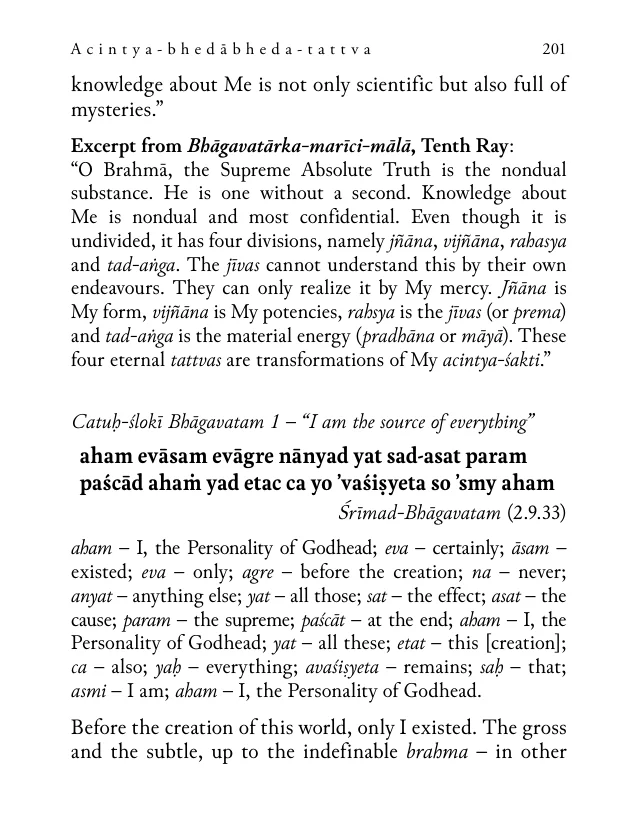 Acintya-bhedābheda-tattva 201
knowledge about Me is not only scientific but also full of
mysteries.”
Excerpt from Bhāgavatārka-marīci-mālā, Tenth Ray:
“O Brahmā, the Supreme Absolute Truth is the nondual
substance. He is one without a second. Knowledge about
Me is nondual and most confidential. Even though it is
undivided, it has four divisions, namely jñāna, vijñāna, rahasya
and tad-aṅga. The jīvas cannot understand this by their own
endeavours. They can only realize it by My mercy. Jñāna is
My form, vijñāna is My potencies, rahsya is the jīvas (or prema)
and tad-aṅga is the material energy (pradhāna or māyā). These
four eternal tattvas are transformations of My acintya-śakti.”
Catuḥ-ślokī Bhāgavatam 1 – “I am the source of everything”
aham evāsam evāgre nānyad yat sad-asat param
paścād ahaṁ yad etac ca yo ’vaśiṣyeta so ’smy aham
Śrīmad-Bhāgavatam (2.9.33)
aham – I, the Personality of Godhead; eva – certainly; āsam –
existed; eva – only; agre – before the creation; na – never;
anyat – anything else; yat – all those; sat – the effect; asat – the
cause; param – the supreme; paścāt – at the end; aham – I, the
Personality of Godhead; yat – all these; etat – this [creation];
ca – also; yaḥ – everything; avaśiṣyeta – remains; saḥ – that;
asmi – I am; aham – I, the Personality of Godhead.
Before the creation of this world, only I existed. The gross
and the subtle, up to the indefinable brahma – in other